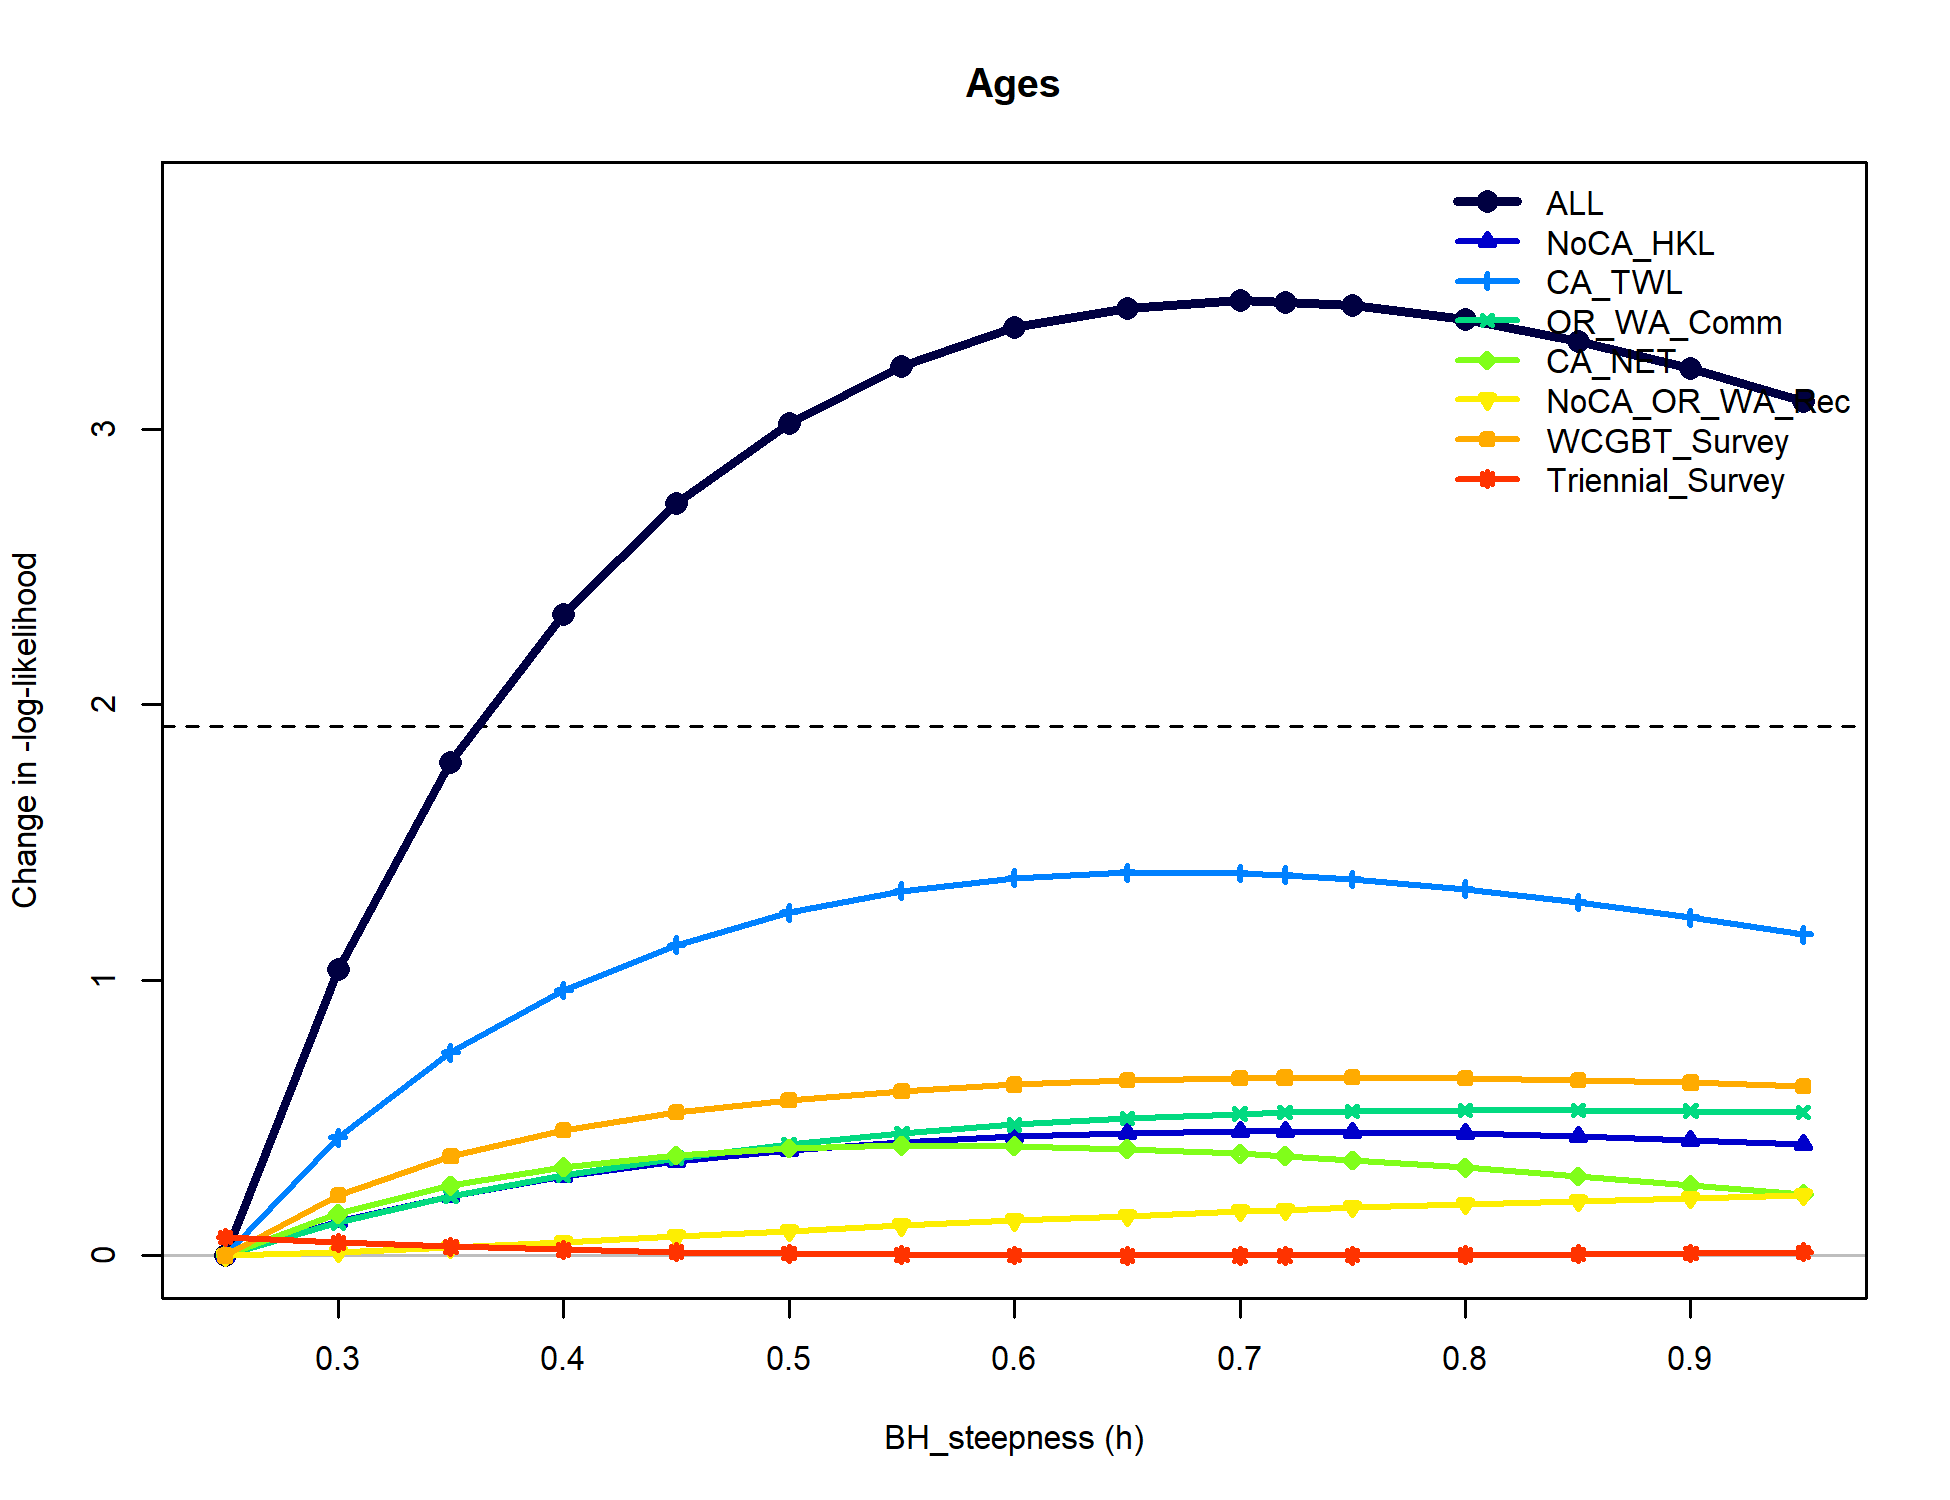 Ages
Change in -log-likelihood
3
2
1
0
ALL
NoCA_HKL
CA_TWL
OR_WA_Comm
CA_NET
NoCA_OR_WA_Rec
WCGBT_Survey
Triennial_Survey
0.3 0.4 0.5 0.6 0.7 0.8 0.9
BH_steepness (h)